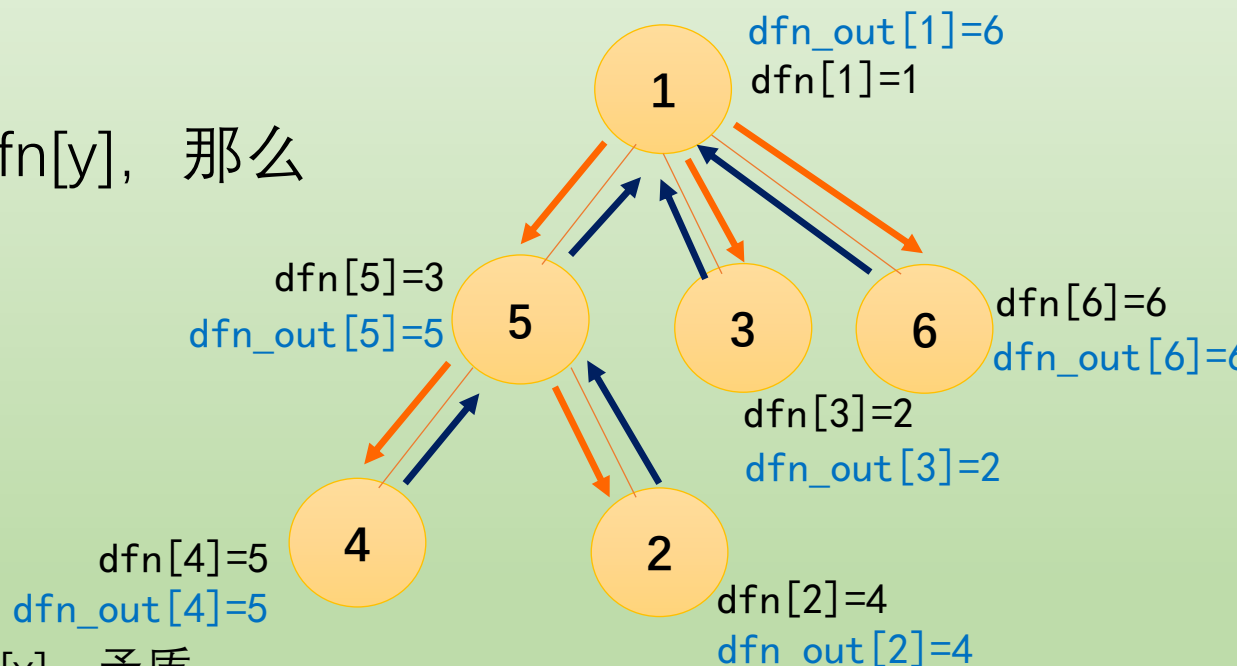 dfn_out[1]=6
1
dfn[1]=1
fn[y]，那么
dfn[5]=3
dfn_out[5]=5
5
3
6
dfn[6]=6
dfn_out[6]=6
dfn[3]=2
dfn_out[3]=2
4
2
dfn[4]=5
dfn_out[4]=5
dfn[2]=4
dfn_out[2]=4
矛盾